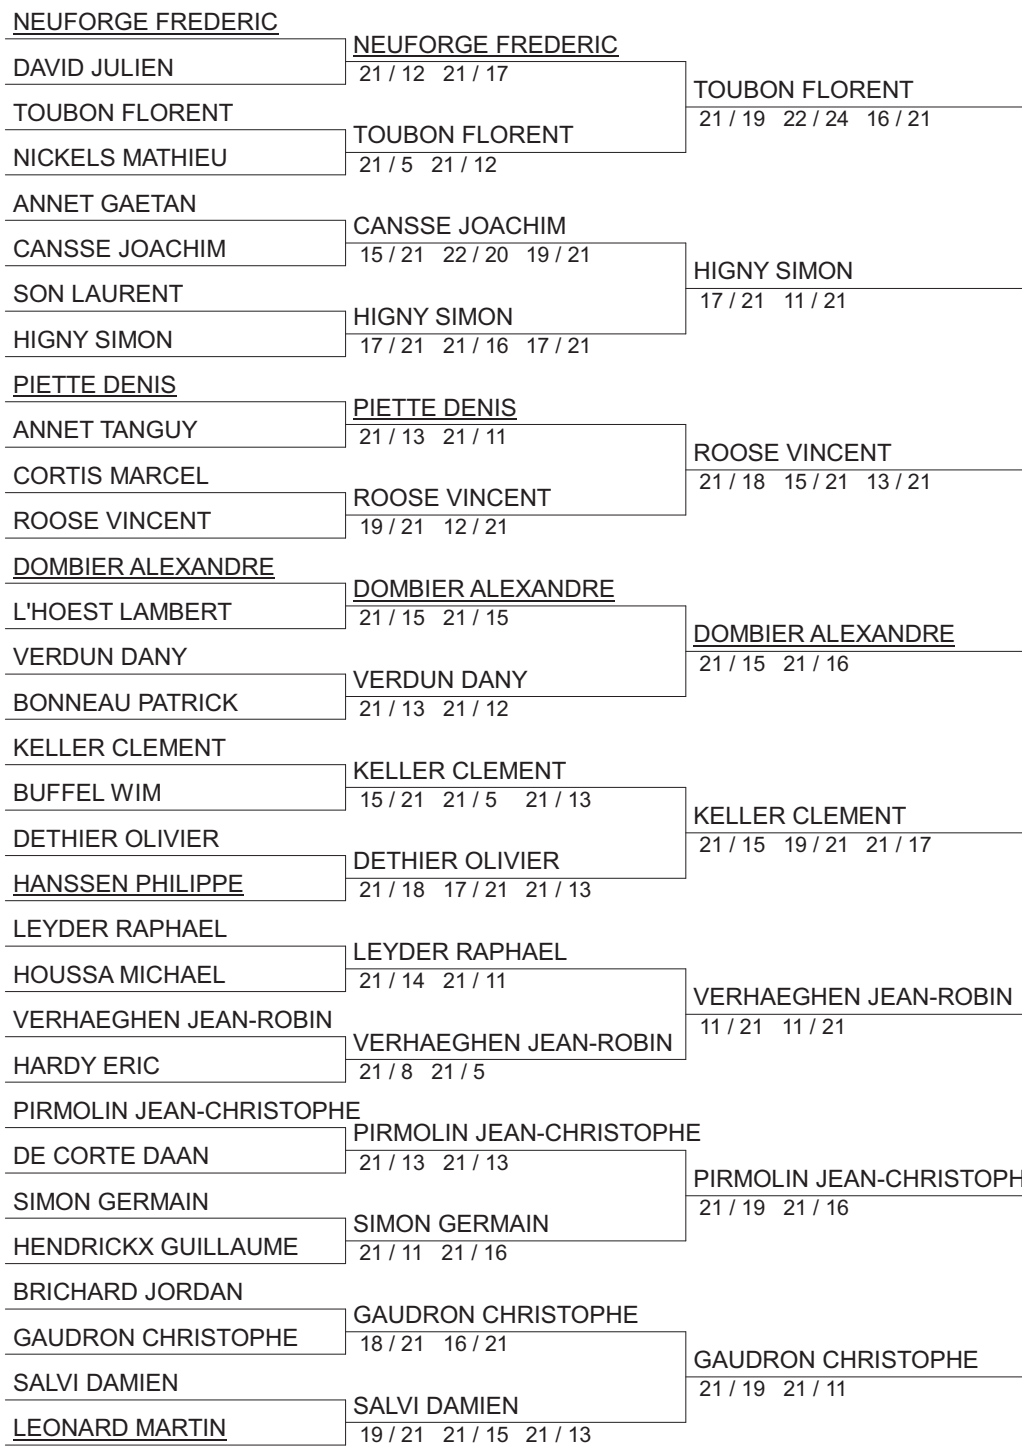 NEUFORGE FREDERIC
DAVID JULIEN
TOUBON FLORENT
NICKELS MATHIEU
ANNET GAETAN
CANSSE JOACHIM
SON LAURENT
HIGNY SIMON
PIETTE DENIS
ANNET TANGUY
CORTIS MARCEL
ROOSE VINCENT
DOMBIER ALEXANDRE
L'HOEST LAMBERT
VERDUN DANY
BONNEAU PATRICK
KELLER CLEMENT
BUFFEL WIM
DETHIER OLIVIER
HANSSEN PHILIPPE
LEYDER RAPHAEL
HOUSSA MICHAEL
VERHAEGHEN JEAN-ROBIN
HARDY ERIC
PIRMOLIN JEAN-CHRISTOPHE
DE CORTE DAAN
SIMON GERMAIN
HENDRICKX GUILLAUME
BRICHARD JORDAN
GAUDRON CHRISTOPHE
SALVI DAMIEN
LEONARD MARTIN
NEUFORGE FREDERIC
21 / 12 21 / 17
TOUBON FLORENT
21 / 5 21 / 12
CANSSE JOACHIM
15 / 21 22 / 20 19 / 21
HIGNY SIMON
17 / 21 21 / 16 17 / 21
PIETTE DENIS
21 / 13 21 / 11
ROOSE VINCENT
19 / 21 12 / 21
DOMBIER ALEXANDRE
21 / 15 21 / 15
VERDUN DANY
21 / 13 21 / 12
KELLER CLEMENT
15 / 21 21 / 5 21 / 13
DETHIER OLIVIER
21 / 18 17 / 21 21 / 13
LEYDER RAPHAEL
21 / 14 21 / 11
VERHAEGHEN JEAN-ROBIN
21 / 8 21 / 5
PIRMOLIN JEAN-CHRISTOPHE
21 / 13 21 / 13
SIMON GERMAIN
21 / 11 21 / 16
GAUDRON CHRISTOPHE
18 / 21 16 / 21
SALVI DAMIEN
19 / 21 21 / 15 21 / 13
TOUBON FLORENT
21 / 19 22 / 24 16 / 21
HIGNY SIMON
17 / 21 11 / 21
ROOSE VINCENT
21 / 18 15 / 21 13 / 21
DOMBIER ALEXANDRE
21 / 15 21 / 16
KELLER CLEMENT
21 / 15 19 / 21 21 / 17
VERHAEGHEN JEAN-ROBIN
11 / 21 11 / 21
PIRMOLIN JEAN-CHRISTOPH
21 / 19 21 / 16
GAUDRON CHRISTOPHE
21 / 19 21 / 11